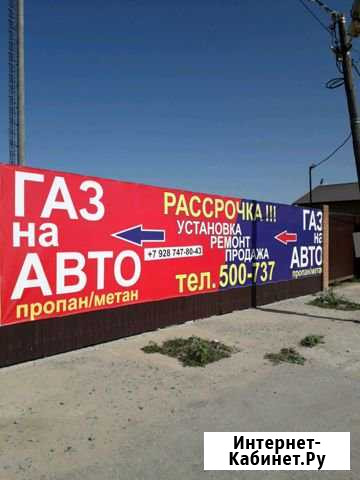 ГАЗ
на
АВТО
пропан/метан
РАССРОЧКА !!!
УСТАНОВКА
РЕМОНТ
ПРОДАЖА
+7 928 747-80-43
тел.500-737
ГАЗ
на
АВТО
пропан/метан
Интернет-
Кабинет.Ру